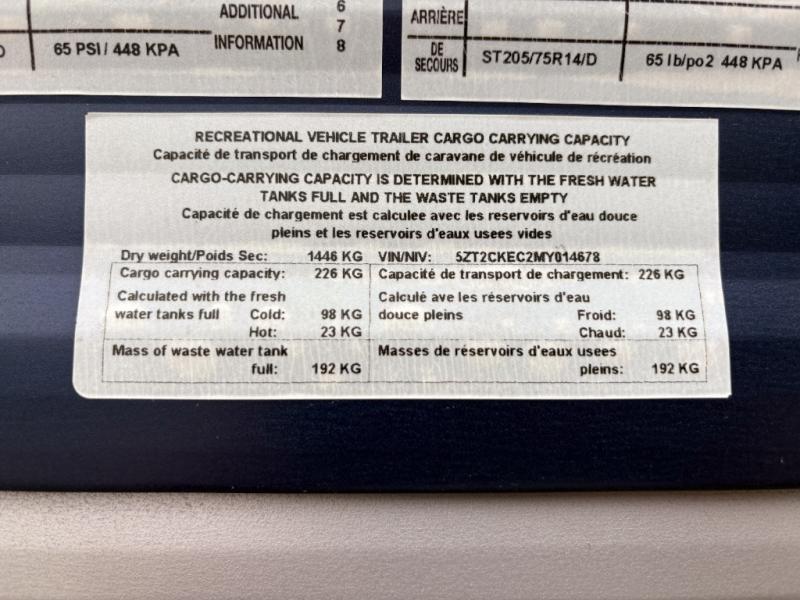 65 PSI / 448 KPA
ADDITIONAL
INFORMATION
6
7
8
ARRIÈRE
DE
SECOURS
ST205/75R14/D
65 lb/po2 448 KPA
RECREATIONAL VEHICLE TRAILER CARGO CARRYING CAPACITY
Capacité de transport de chargement de caravane de véhicule de récréation
CARGO-CARRYING CAPACITY IS DETERMINED WITH THE FRESH WATER
TANKS FULL AND THE WASTE TANKS EMPTY
Capacité de chargement est calculee avec les reservoirs d'eau douce
pleins et les reservoirs d'eaux usees vides
Dry weight/Poids Sec: 1446 KG VIN/NIV: 5ZT2CKEC2MY014678
Cargo carrying capacity: 226 KG Capacité de transport de chargement: 226 KG
Calculated with the fresh Calculé ave les réservoirs d'eau
water tanks full Cold: 98 KG douce pleins Froid: 98 KG
Hot: 23 KG Chaud: 23 KG
Mass of waste water tank Masses de réservoirs d'eaux usees
full: 192 KG pleins: 192 KG